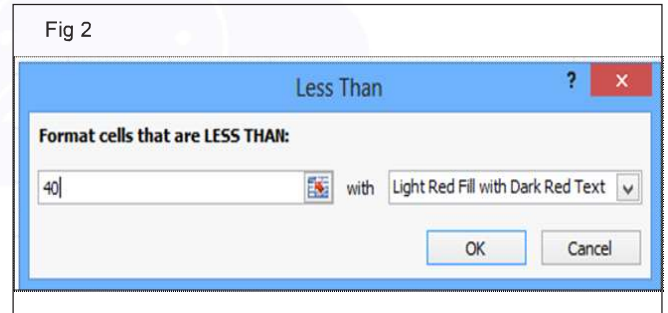 Fig 2
Less Than
? x
Format cells that are LESS THAN:
40 with Light Red Fill with Dark Red Text
OK Cancel